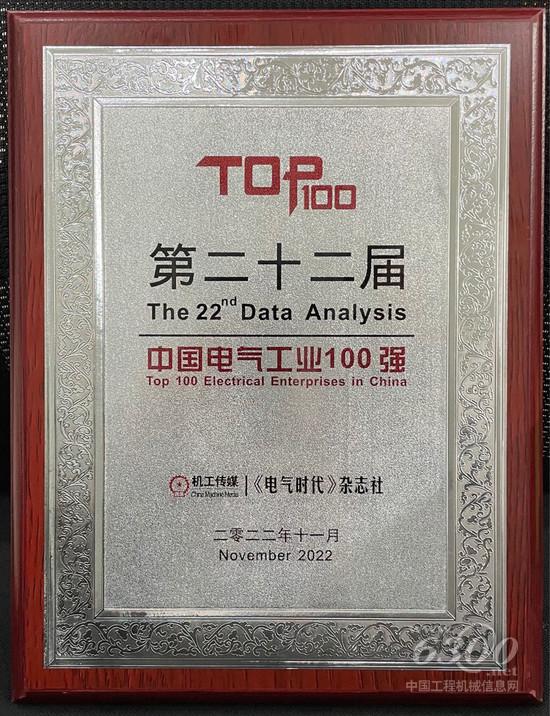 TOP100
第二十二届
The 22nd Data Analysis
中国电气工业100强
Top 100 Electrical Enterprises in China
机工传媒 《电气时代》杂志社
China Machine Media
二零二二年十一月
November 2022
6300.net
中国工程机械信息网